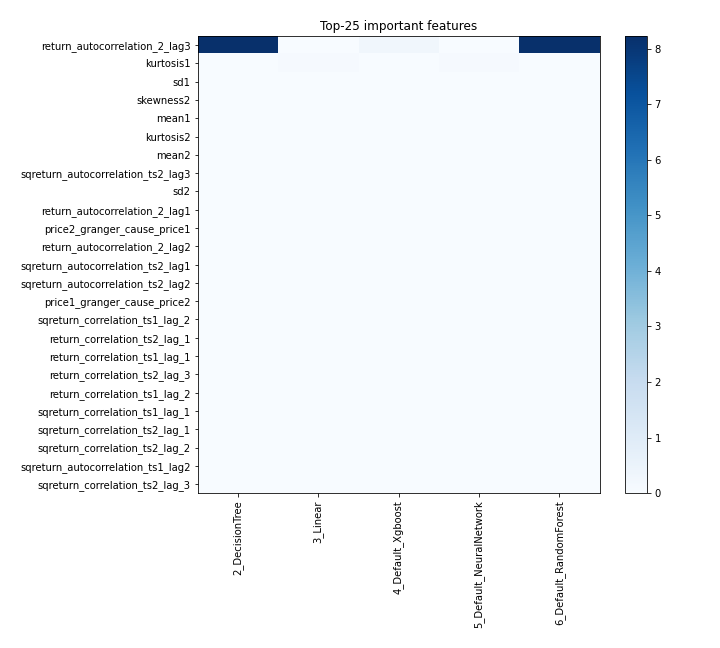 Top-25 important features
return_autocorrelation_2_lag3
kurtosis1
sd1
skewness2
mean1
kurtosis2
mean2
sqreturn_autocorrelation_ts2_lag3
sd2
return_autocorrelation_2_lag1
price2_granger_cause_price1
return_autocorrelation_2_lag2
sqreturn_autocorrelation_ts2_lag1
sqreturn_autocorrelation_ts2_lag2
price1_granger_cause_price2
sqreturn_correlation_ts1_lag_2
return_correlation_ts2_lag_1
return_correlation_ts1_lag_1
return_correlation_ts2_lag_3
return_correlation_ts1_lag_2
sqreturn_correlation_ts1_lag_1
sqreturn_correlation_ts2_lag_1
sqreturn_correlation_ts2_lag_2
sqreturn_autocorrelation_ts1_lag2
sqreturn_correlation_ts2_lag_3
2_DecisionTree
3_Linear
4_Default_Xgboost
5_Default_NeuralNetwork
6_Default_RandomForest
8
7
6
5
4
3
2
1
0